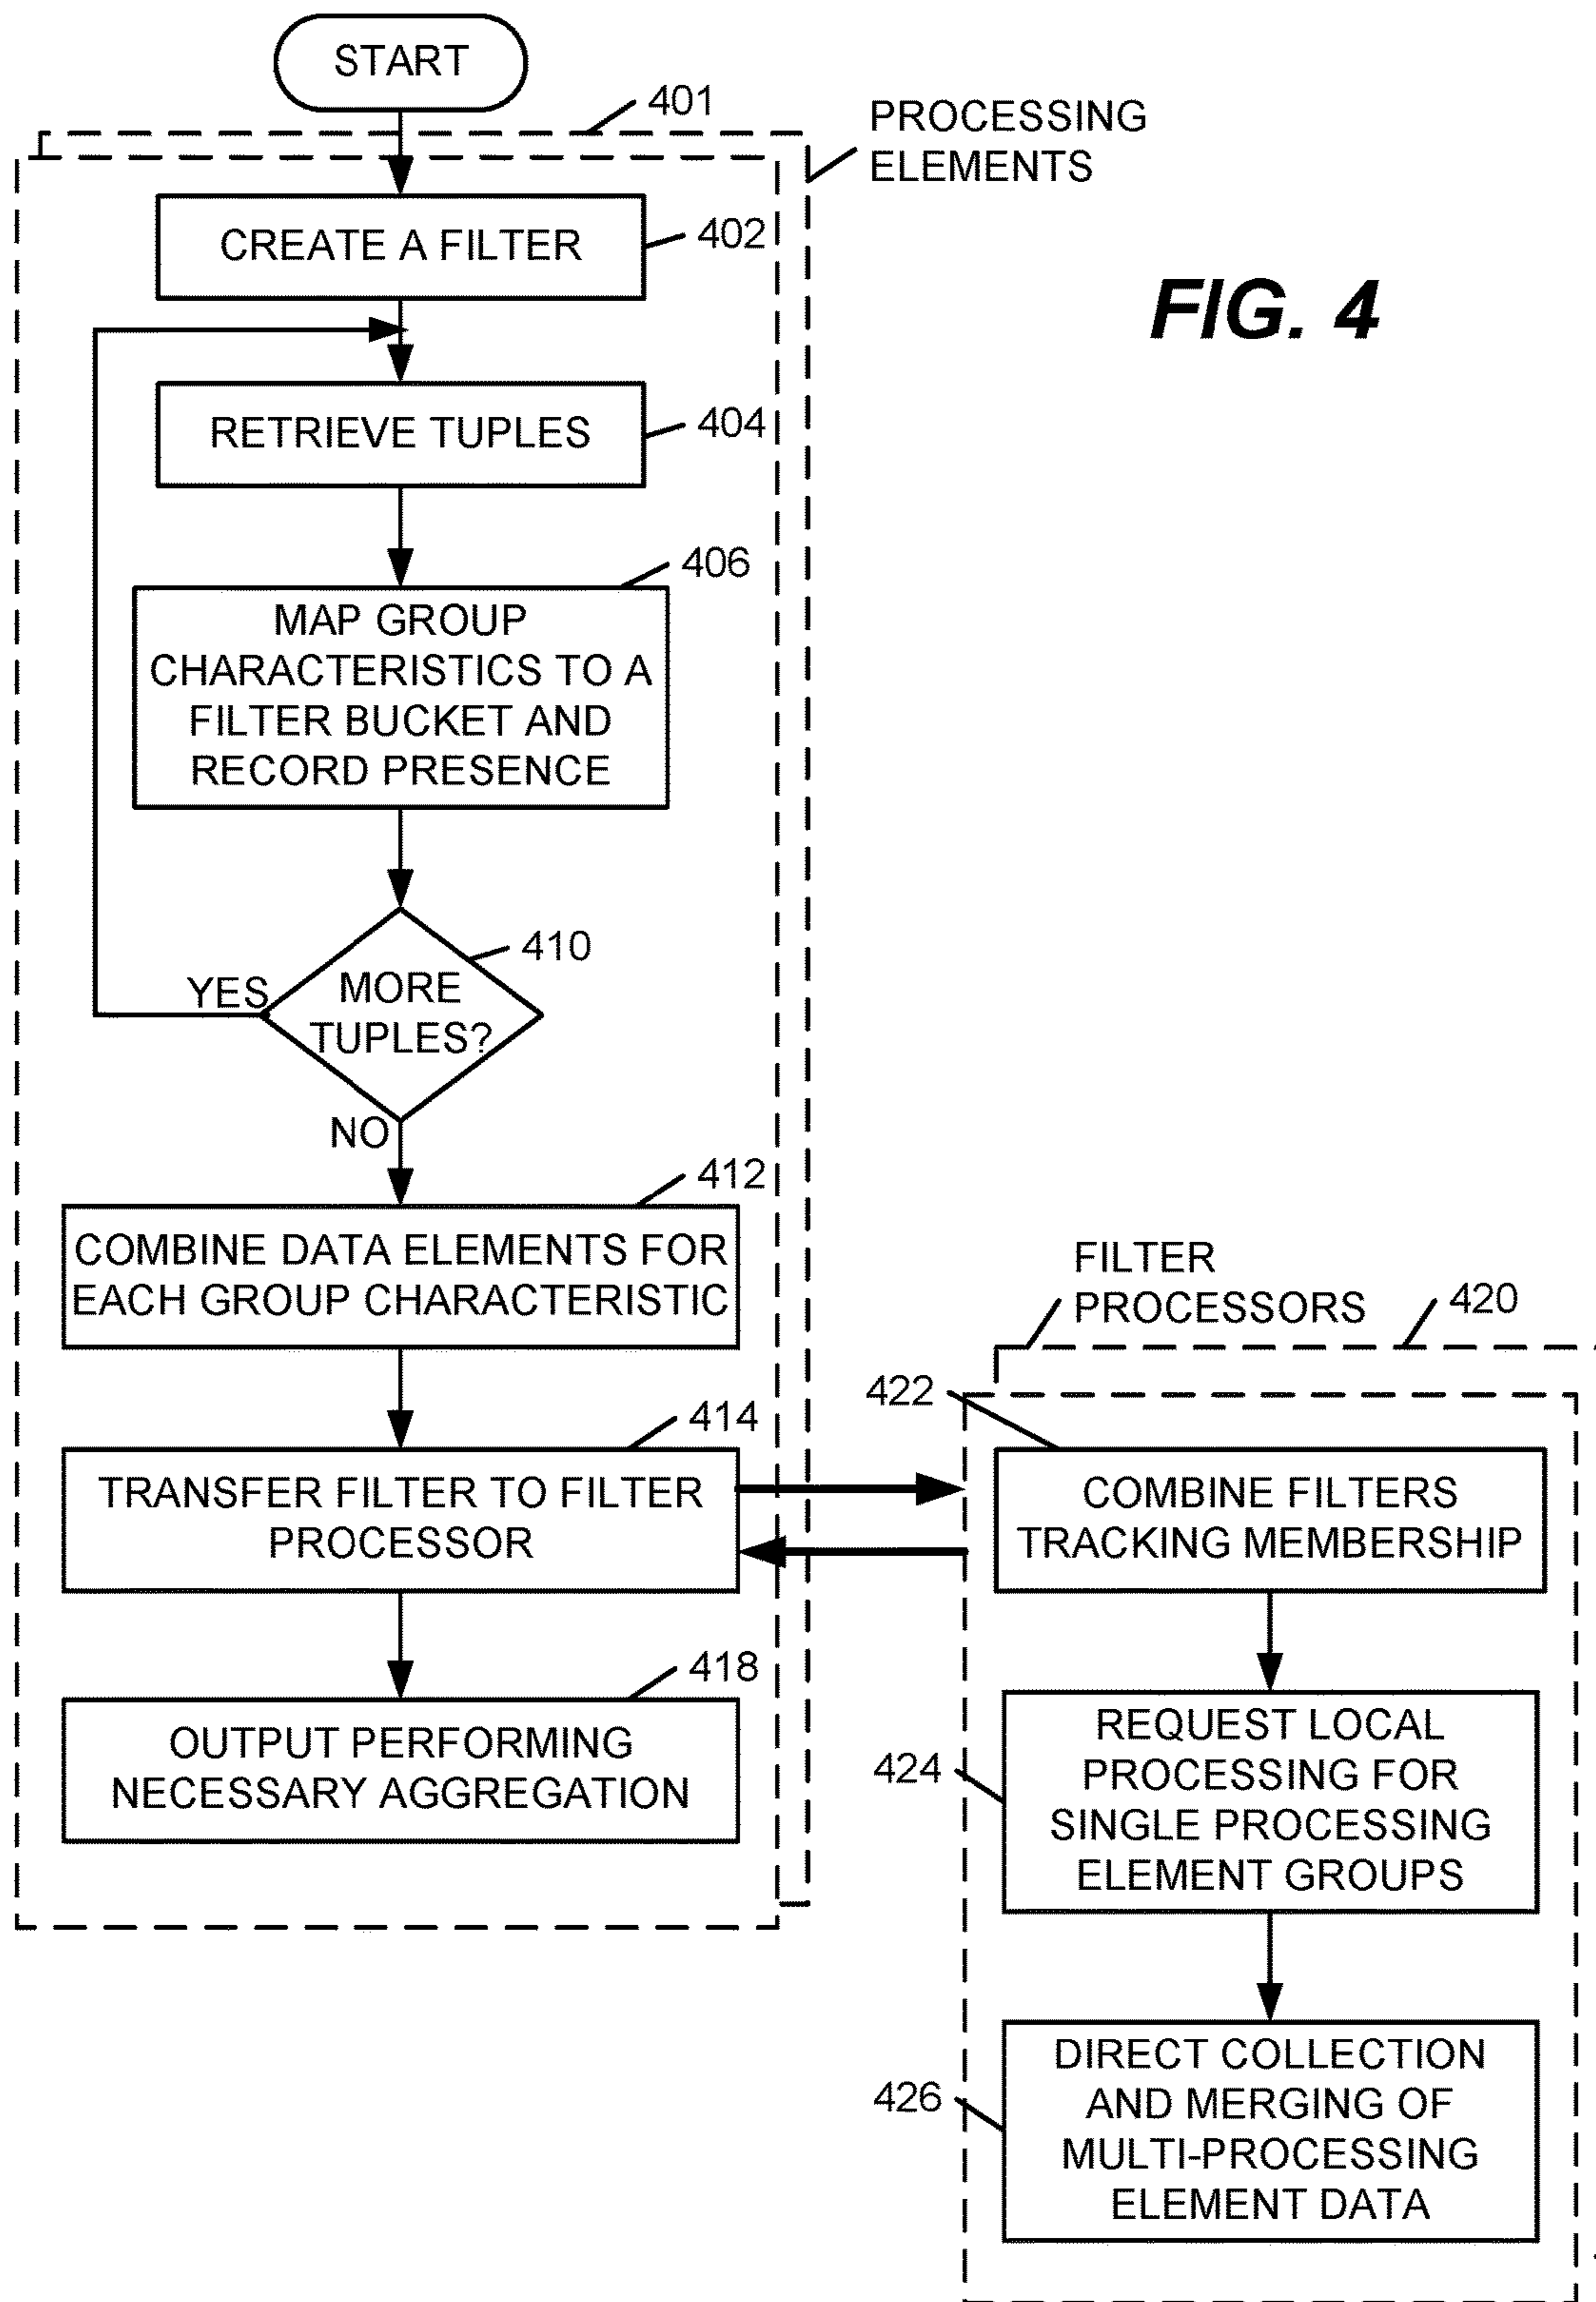 START
401
PROCESSING
ELEMENTS
CREATE A FILTER
402
FIG. 4
RETRIEVE TUPLES
404
406
MAP GROUP
CHARACTERISTICS TO A
FILTER BUCKET AND
RECORD PRESENCE
410
YES
MORE
TUPLES?
NO
412
COMBINE DATA ELEMENTS FOR
EACH GROUP CHARACTERISTIC
414
TRANSFER FILTER TO FILTER
PROCESSOR
418
OUTPUT PERFORMING
NECESSARY AGGREGATION
FILTER
PROCESSORS
420
422
COMBINE FILTERS
TRACKING MEMBERSHIP
424
REQUEST LOCAL
PROCESSING FOR
SINGLE PROCESSING
ELEMENT GROUPS
426
DIRECT COLLECTION
AND MERGING OF
MULTI-PROCESSING
ELEMENT DATA